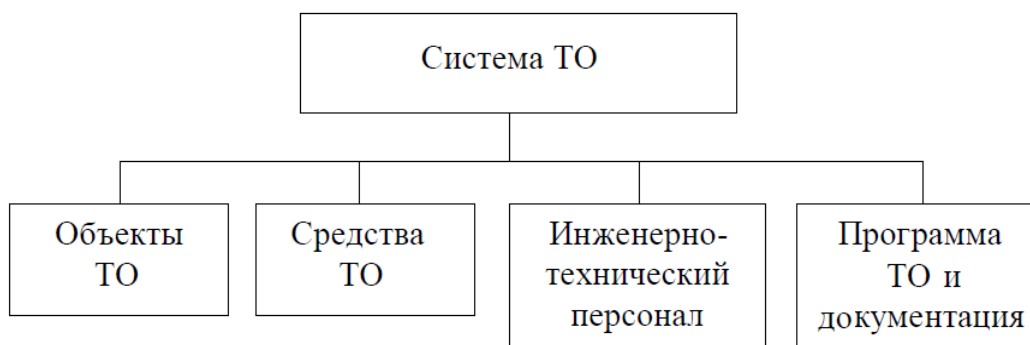 Система ТО
Объекты
ТО
Средства
ТО
Инженерно-
технический
персонал
Программа
ТО и
документация